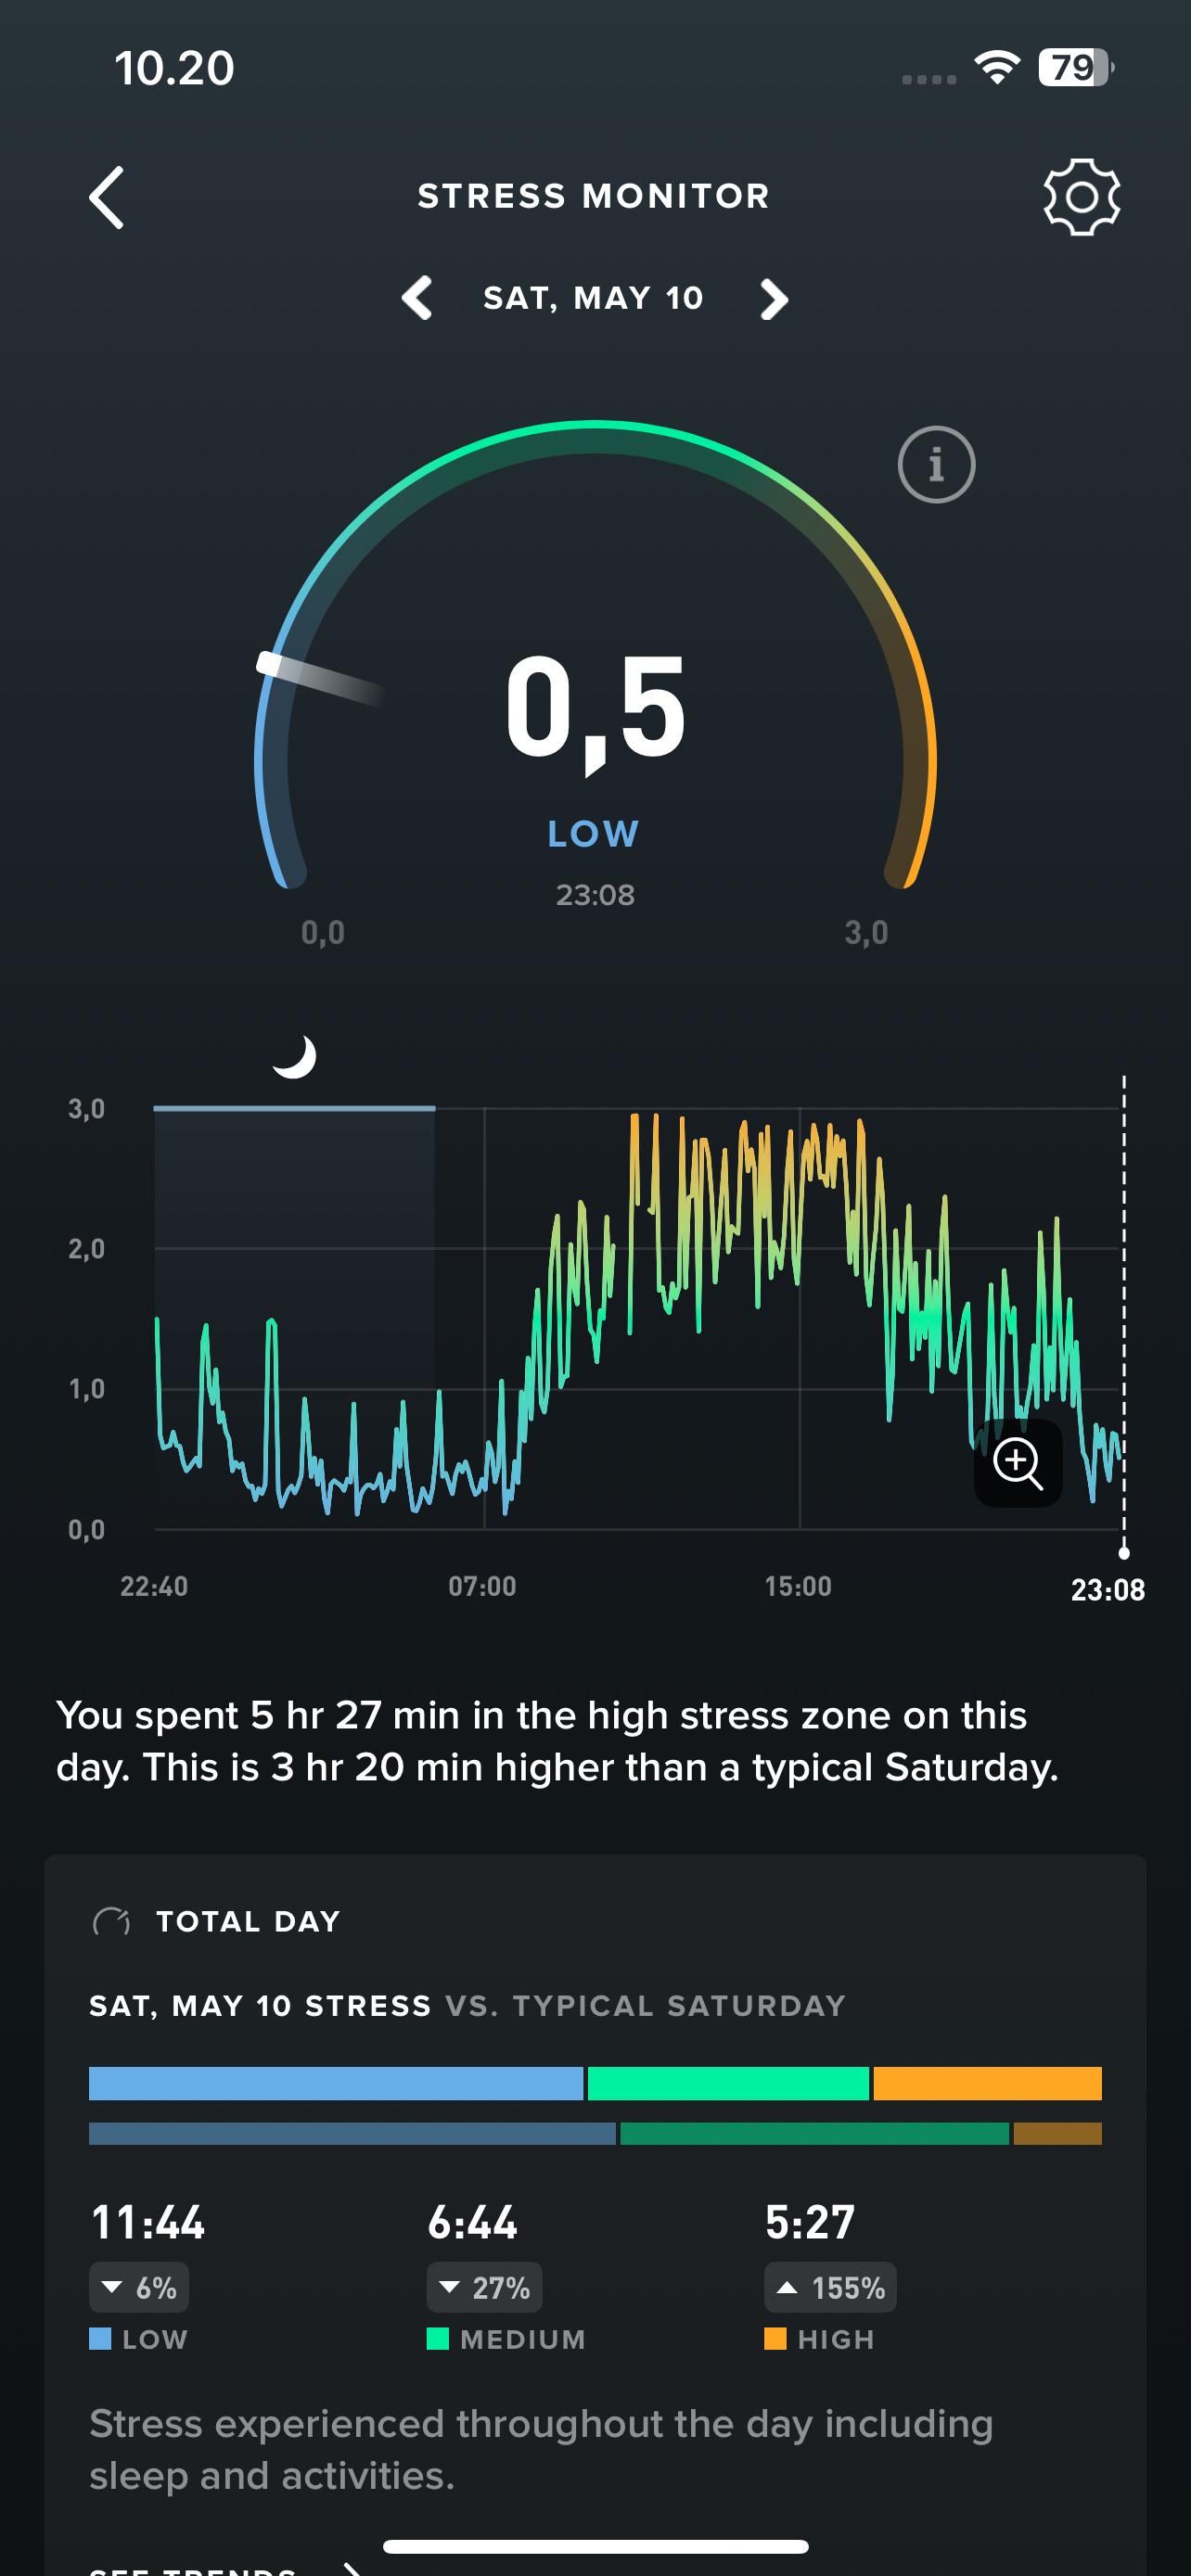 10.20
79
STRESS MONITOR
SAT, MAY 10
i
0,5
LOW
23:08
0,0
3,0
3,0
2,0
1,0
0,0
22:40
07:00
15:00
23:08
You spent 5 hr 27 min in the high stress zone on this
day. This is 3 hr 20 min higher than a typical Saturday.
TOTAL DAY
SAT, MAY 10 STRESS VS. TYPICAL SATURDAY
11:44
6:44
5:27
6%
27%
155%
LOW
MEDIUM
HIGH
Stress experienced throughout the day including
sleep and activities.
SEE TRENDS